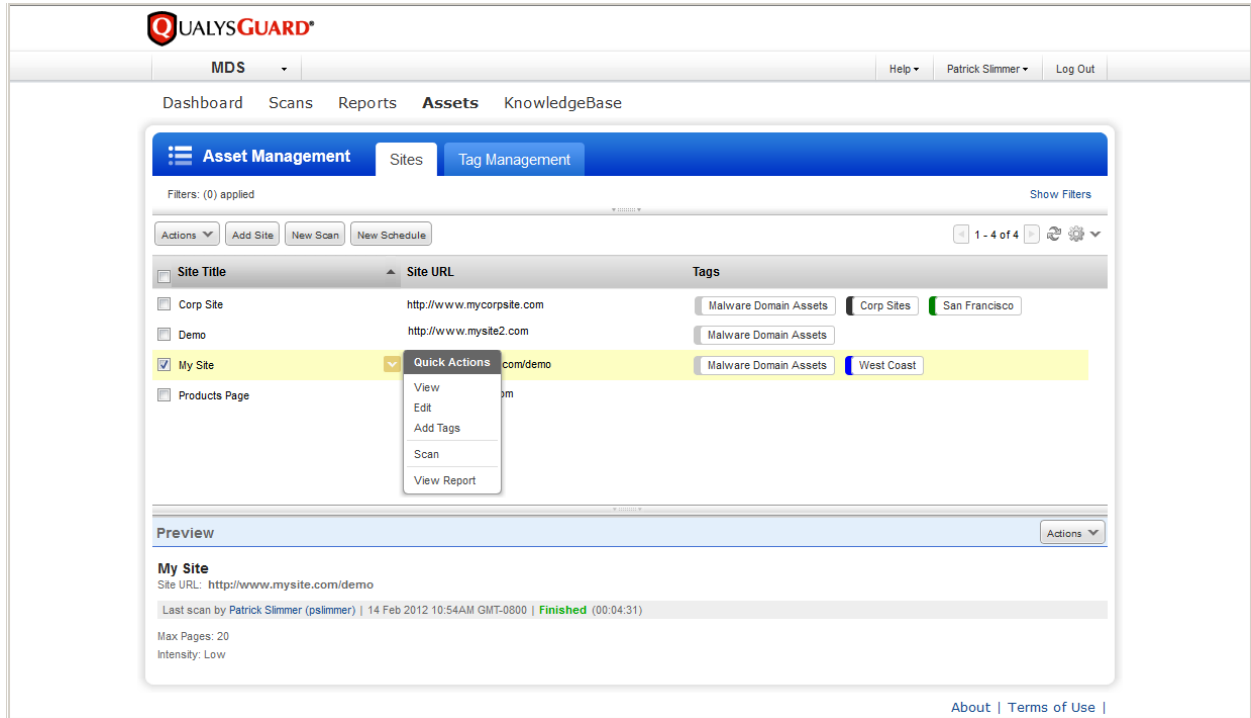 QUALYSGUARD®
MDS Help Patrick Slimmer Log Out
Dashboard Scans Reports Assets KnowledgeBase
Asset Management Sites Tag Management
Filters: (0) applied Show Filters
Actions Add Site New Scan New Schedule 1 - 4 of 4
Site Title Site URL Tags
Corp Site http://www.mycorpsite.com Malware Domain Assets Corp Sites San Francisco
Demo http://www.mysite2.com Malware Domain Assets
My Site Quick Actions com/demo Malware Domain Assets West Coast
Products Page View om
Edit
Add Tags
Scan
View Report
Preview Actions
My Site
Site URL: http://www.mysite.com/demo
Last scan by Patrick Slimmer (pslimmer) | 14 Feb 2012 10:54AM GMT-0800 | Finished (00:04:31)
Max Pages: 20
Intensity: Low
About | Terms of Use |